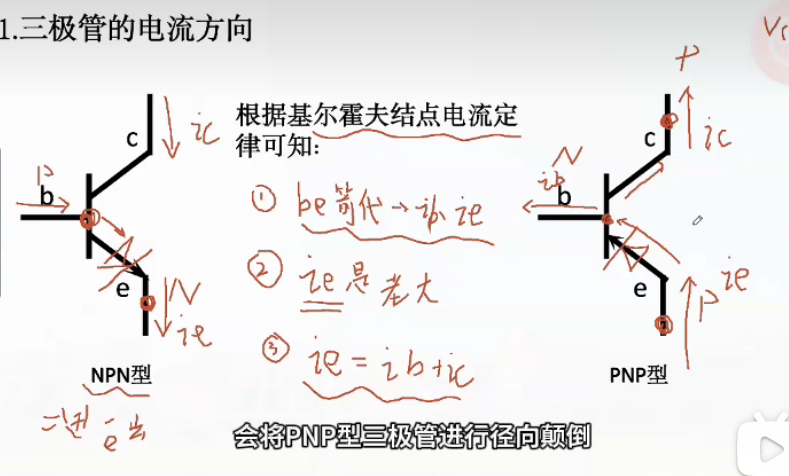 1.三极管的电流方向
根据基尔霍夫结点电流定
律可知：
① be箭代→ib ie
② ie是老大
③ ie = ib + ic
c
ic
P
b
e
N
ie
NPN型
二进一出
P
c
ic
N
ib
b
e
P
ie
PNP型
会将PNP型三极管进行径向颠倒